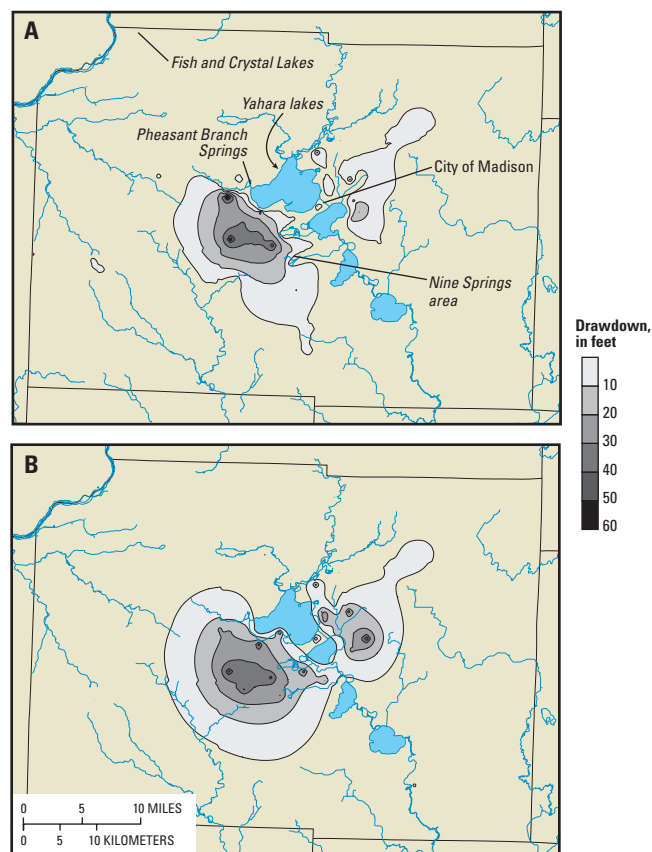 A
Fish and Crystal Lakes
Yahara lakes
Pheasant Branch
Springs
City of Madison
Nine Springs
area
Drawdown,
in feet
10
20
30
40
50
60
B
0 5 10 MILES
0 5 10 KILOMETERS